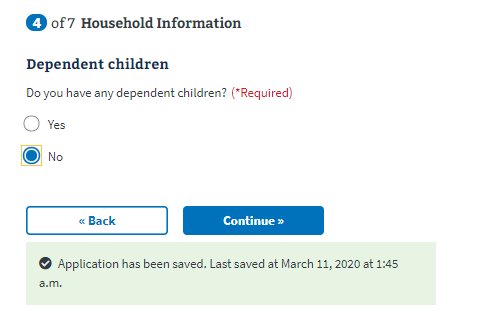 4 of 7 Household Information
Dependent children
Do you have any dependent children? (*Required)
Yes
No
« Back
Continue »
Application has been saved. Last saved at March 11, 2020 at 1:45
a.m.